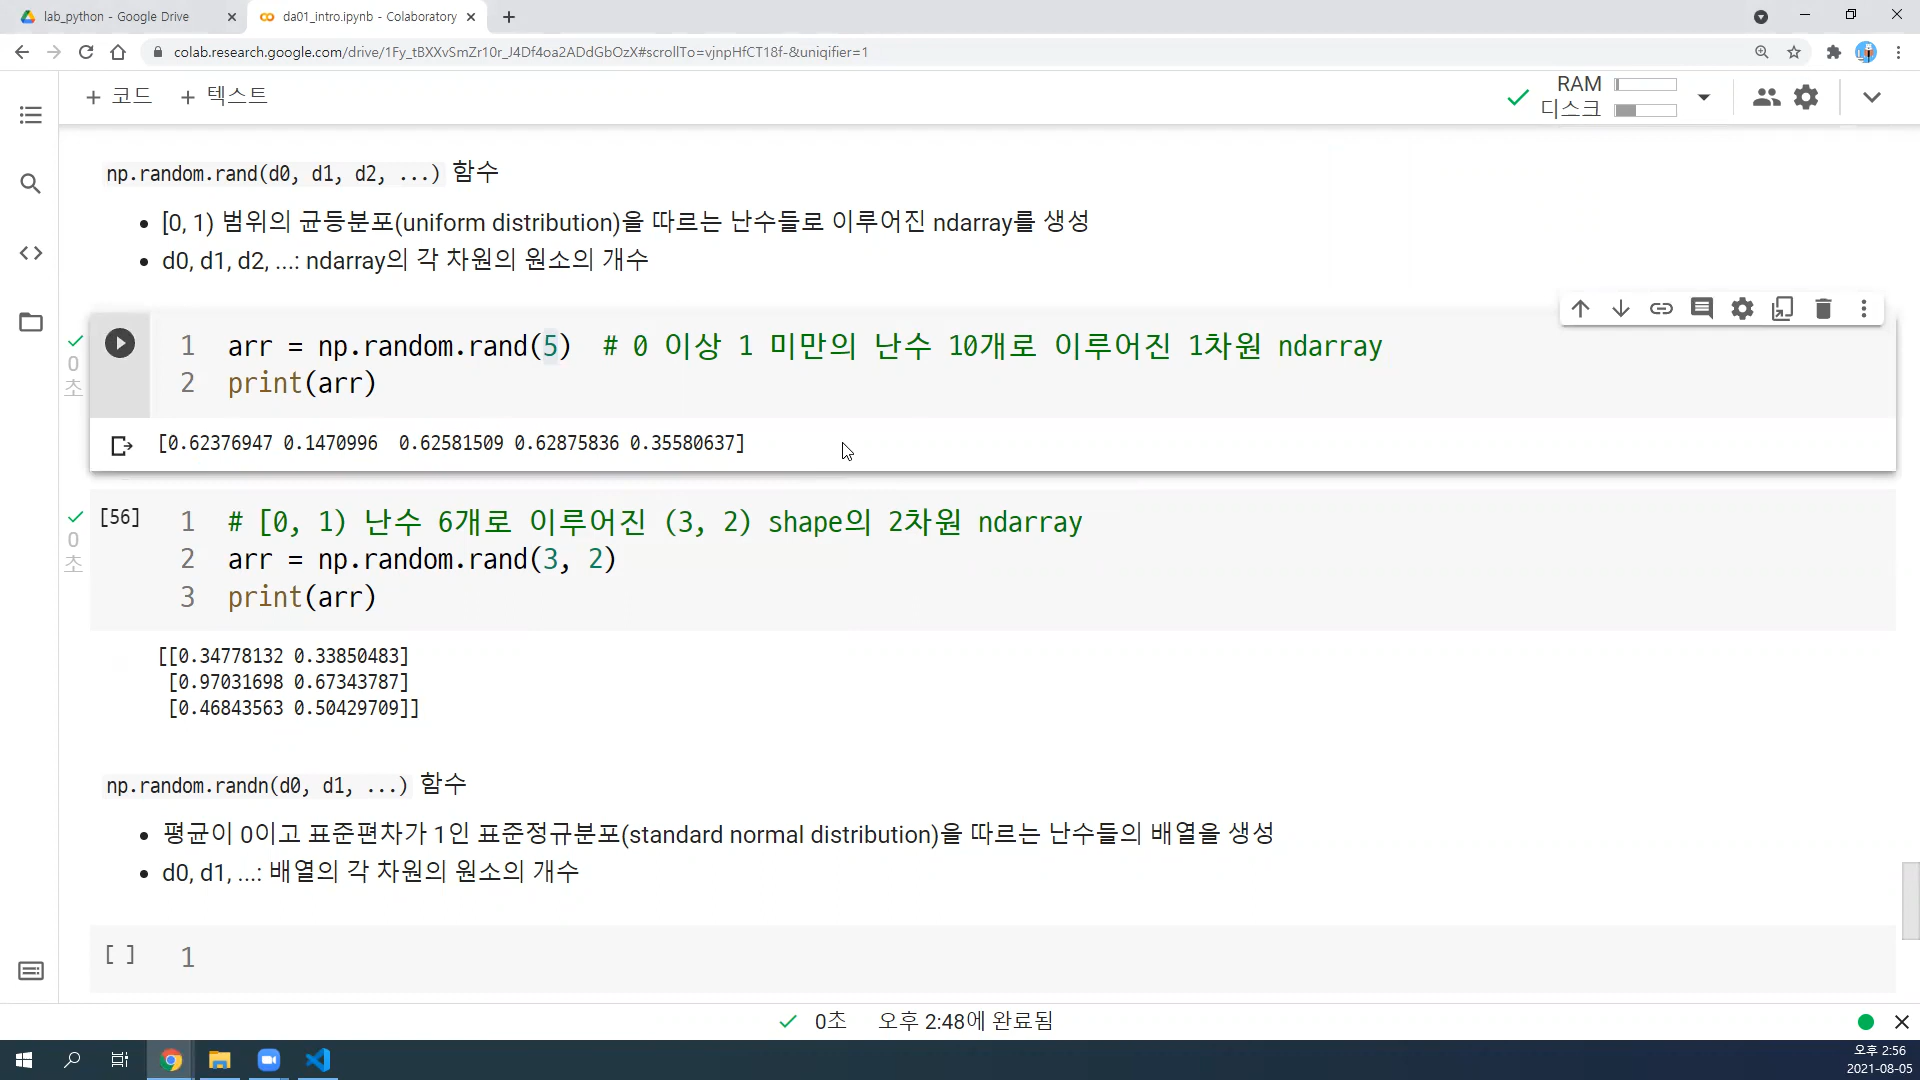 lab_python - Google Drive
da01_intro.ipynb - Colaboratory
colab.research.google.com/drive/1Fy_tBXXvSmZr10r_J4Df4oa2ADdGbOzX#scrollTo=vjnpHfCT18f-&uniqifier=1
+ 코드 + 텍스트
RAM
디스크
np.random.rand(d0, d1, d2, ...) 함수
• [0, 1) 범위의 균등분포(uniform distribution)을 따르는 난수들로 이루어진 ndarray를 생성
• d0, d1, d2, ...: ndarray의 각 차원의 원소의 개수
0
초
1 arr = np.random.rand(5) # 0 이상 1 미만의 난수 10개로 이루어진 1차원 ndarray
2 print(arr)
[0.62376947 0.1470996  0.62581509 0.62875836 0.35580637]
0
초
[56]
1 # [0, 1) 난수 6개로 이루어진 (3, 2) shape의 2차원 ndarray
2 arr = np.random.rand(3, 2)
3 print(arr)
[[0.34778132 0.33850483]
[0.97031698 0.67343787]
[0.46843563 0.50429709]]
np.random.randn(d0, d1, ...) 함수
• 평균이 0이고 표준편차가 1인 표준정규분포(standard normal distribution)을 따르는 난수들의 배열을 생성
• d0, d1, ...: 배열의 각 차원의 원소의 개수
[ ] 1
0초 오후 2:48에 완료됨
오후 2:56
2021-08-05